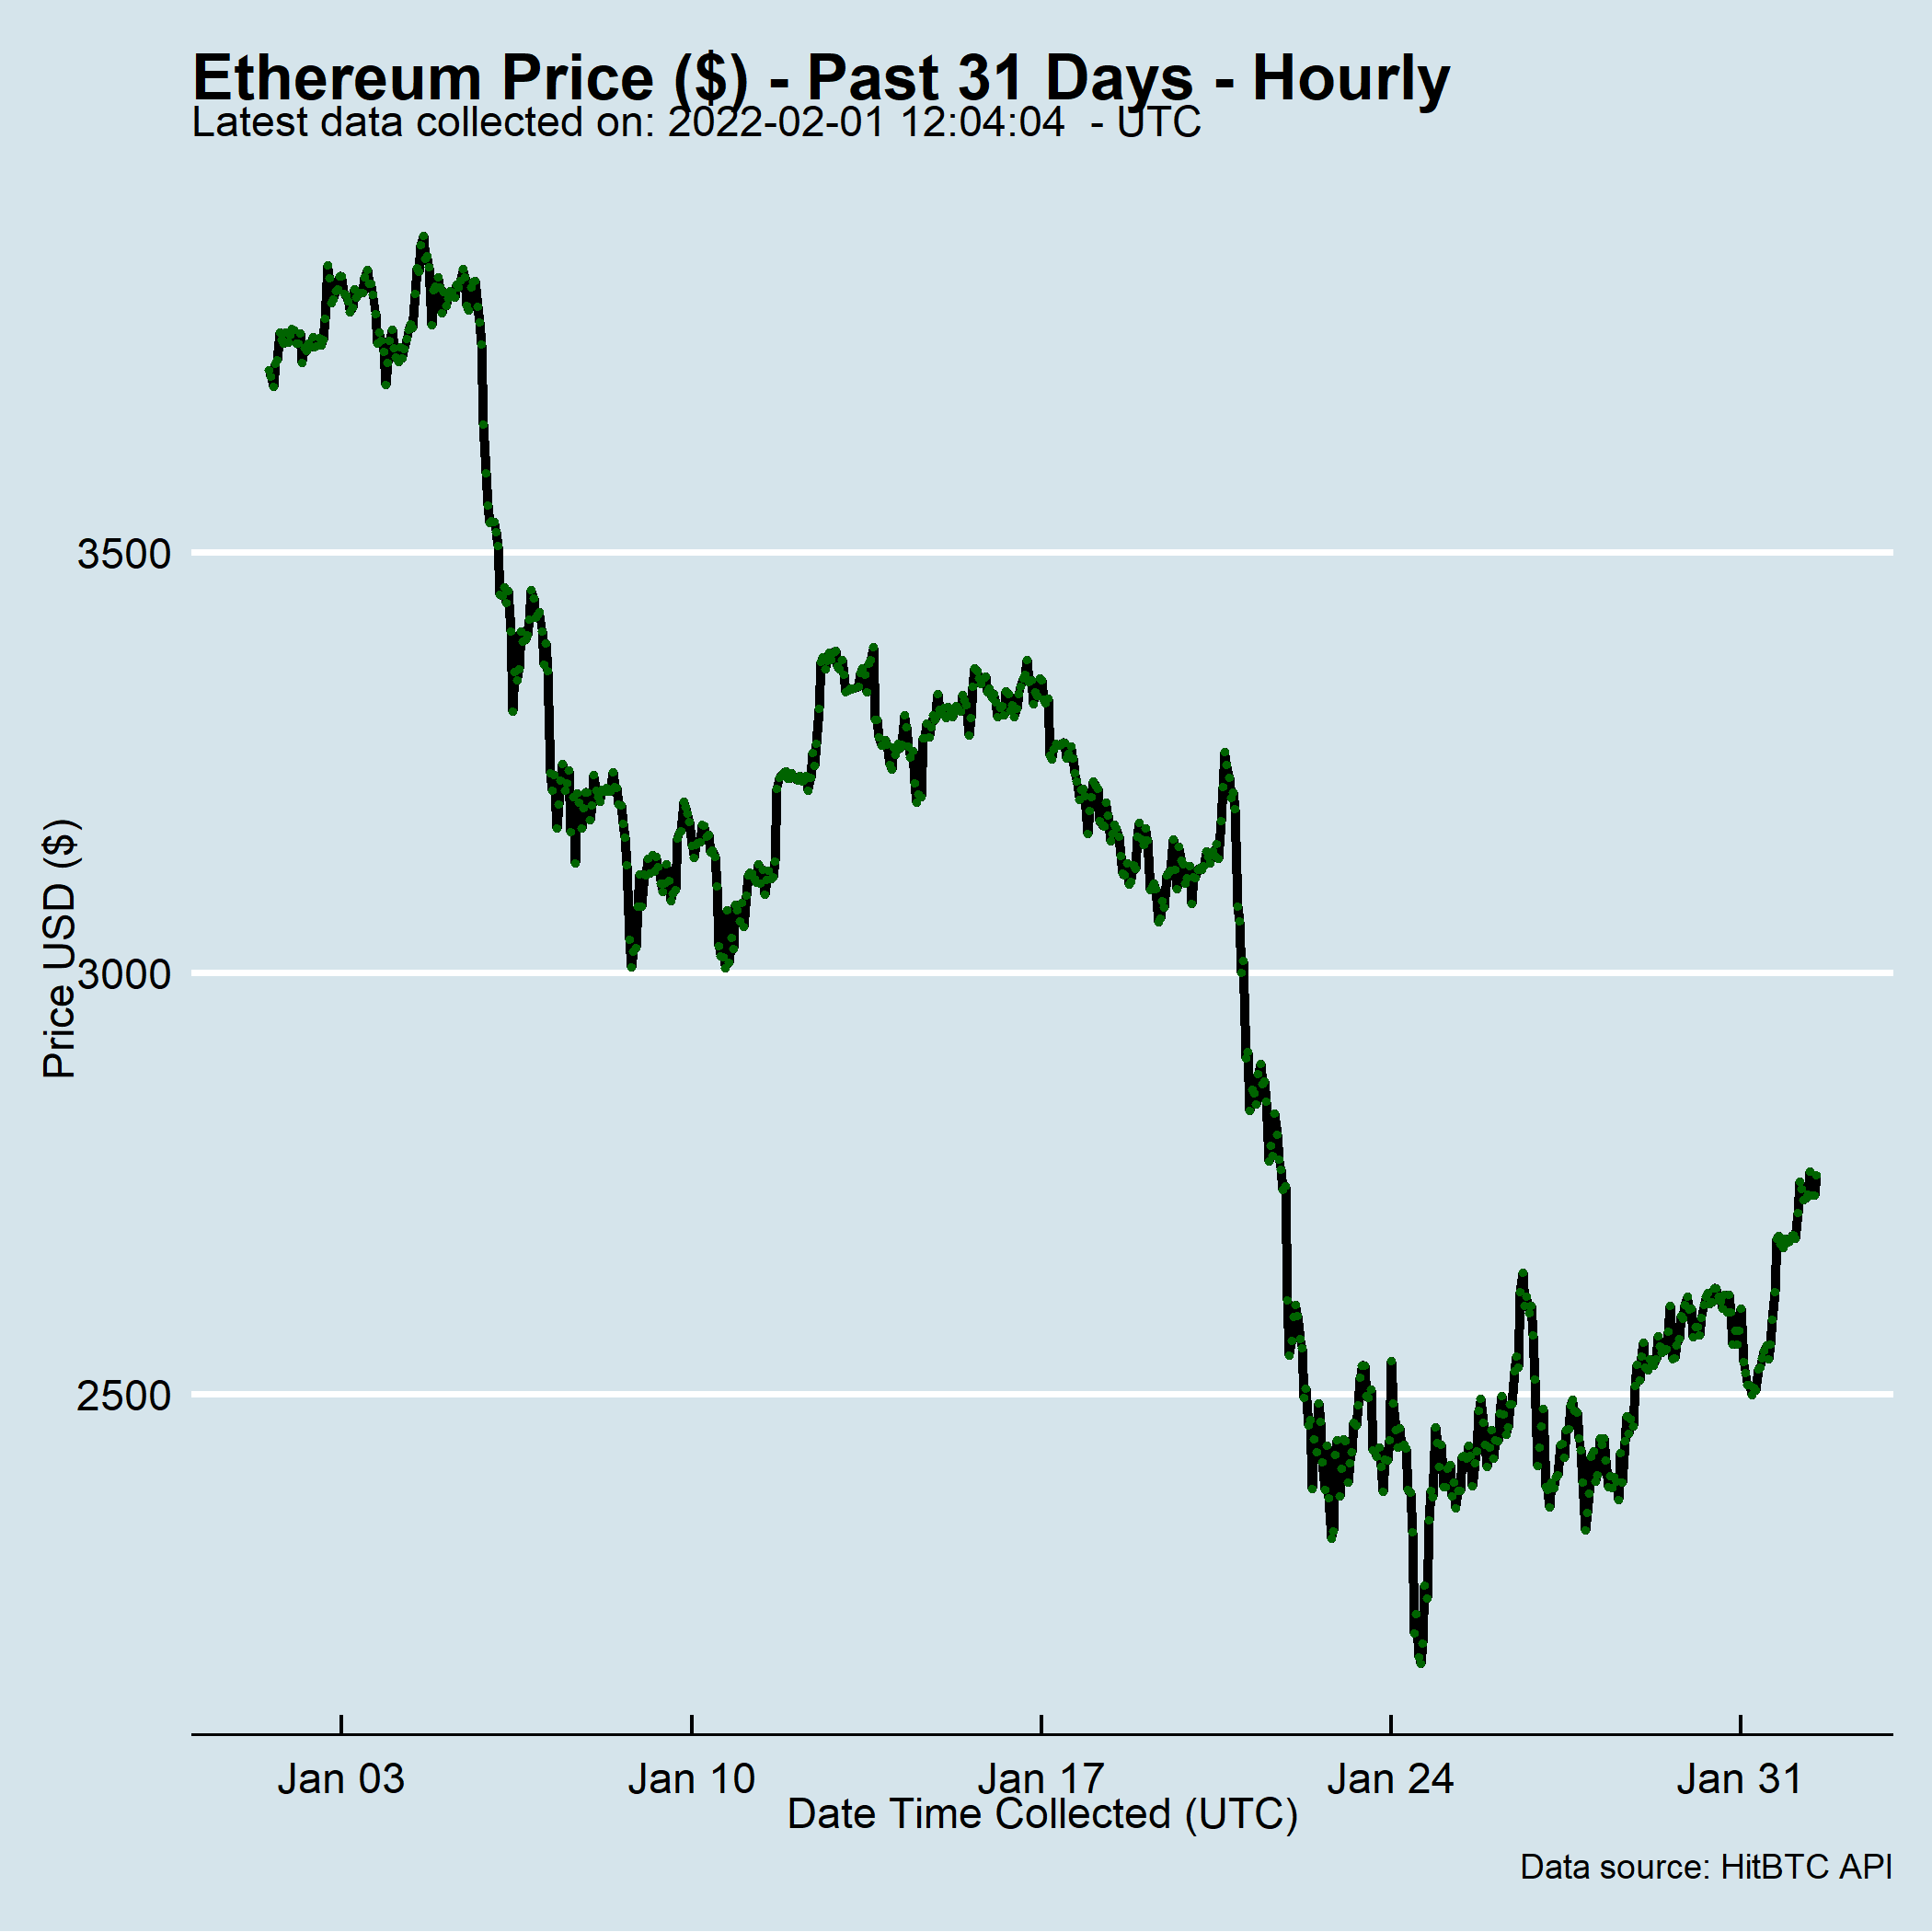 Ethereum Price ($) - Past 31 Days - Hourly
Latest data collected on: 2022-02-01 12:04:04  - UTC
3500
3000
2500
Price USD ($)
Jan 03
Jan 10
Jan 17
Jan 24
Jan 31
Date Time Collected (UTC)
Data source: HitBTC API